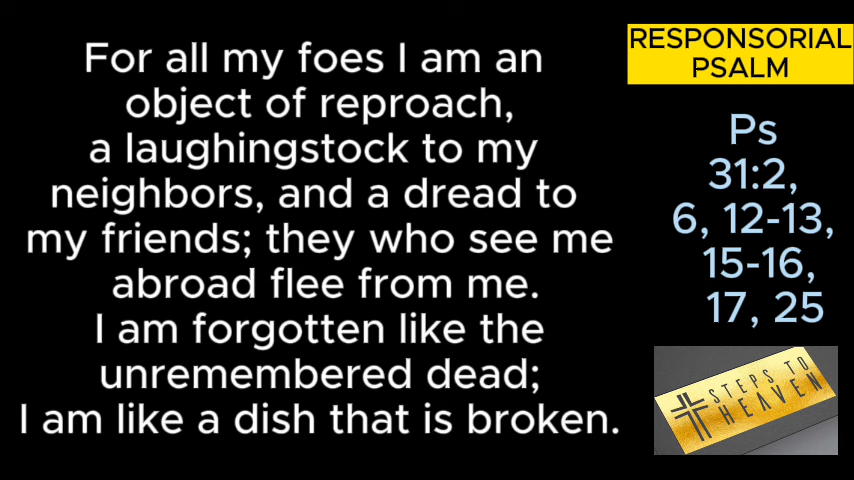 For all my foes I am an
object of reproach,
a laughingstock to my
neighbors, and a dread to
my friends; they who see me
abroad flee from me.
I am forgotten like the
unremembered dead;
I am like a dish that is broken.
RESPONSORIAL
PSALM
Ps
31:2,
6, 12-13,
15-16,
17, 25
STEPS TO
HEAVEN